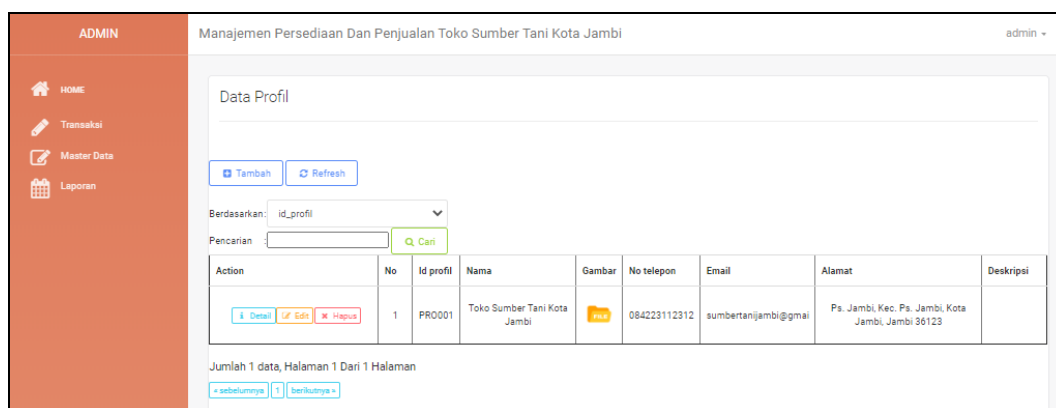 ADMIN
Manajemen Persediaan Dan Penjualan Toko Sumber Tani Kota Jambi
admin
HOME
Transaksi
Master Data
Laporan
Data Profil
Tambah
Refresh
Berdasarkan: id_profil
Pencarian :
Cari
Action No Id profil Nama Gambar No telepon Email Alamat Deskripsi
Detail Edit Hapus 1 PRO001 Toko Sumber Tani Kota FILE 084223112312 sumbertanijambi@gmai Ps. Jambi, Kec. Ps. Jambi, Kota
Jambi Jambi, Jambi 36123
Jumlah 1 data, Halaman 1 Dari 1 Halaman
« sebelumnya 1 berikutnya »